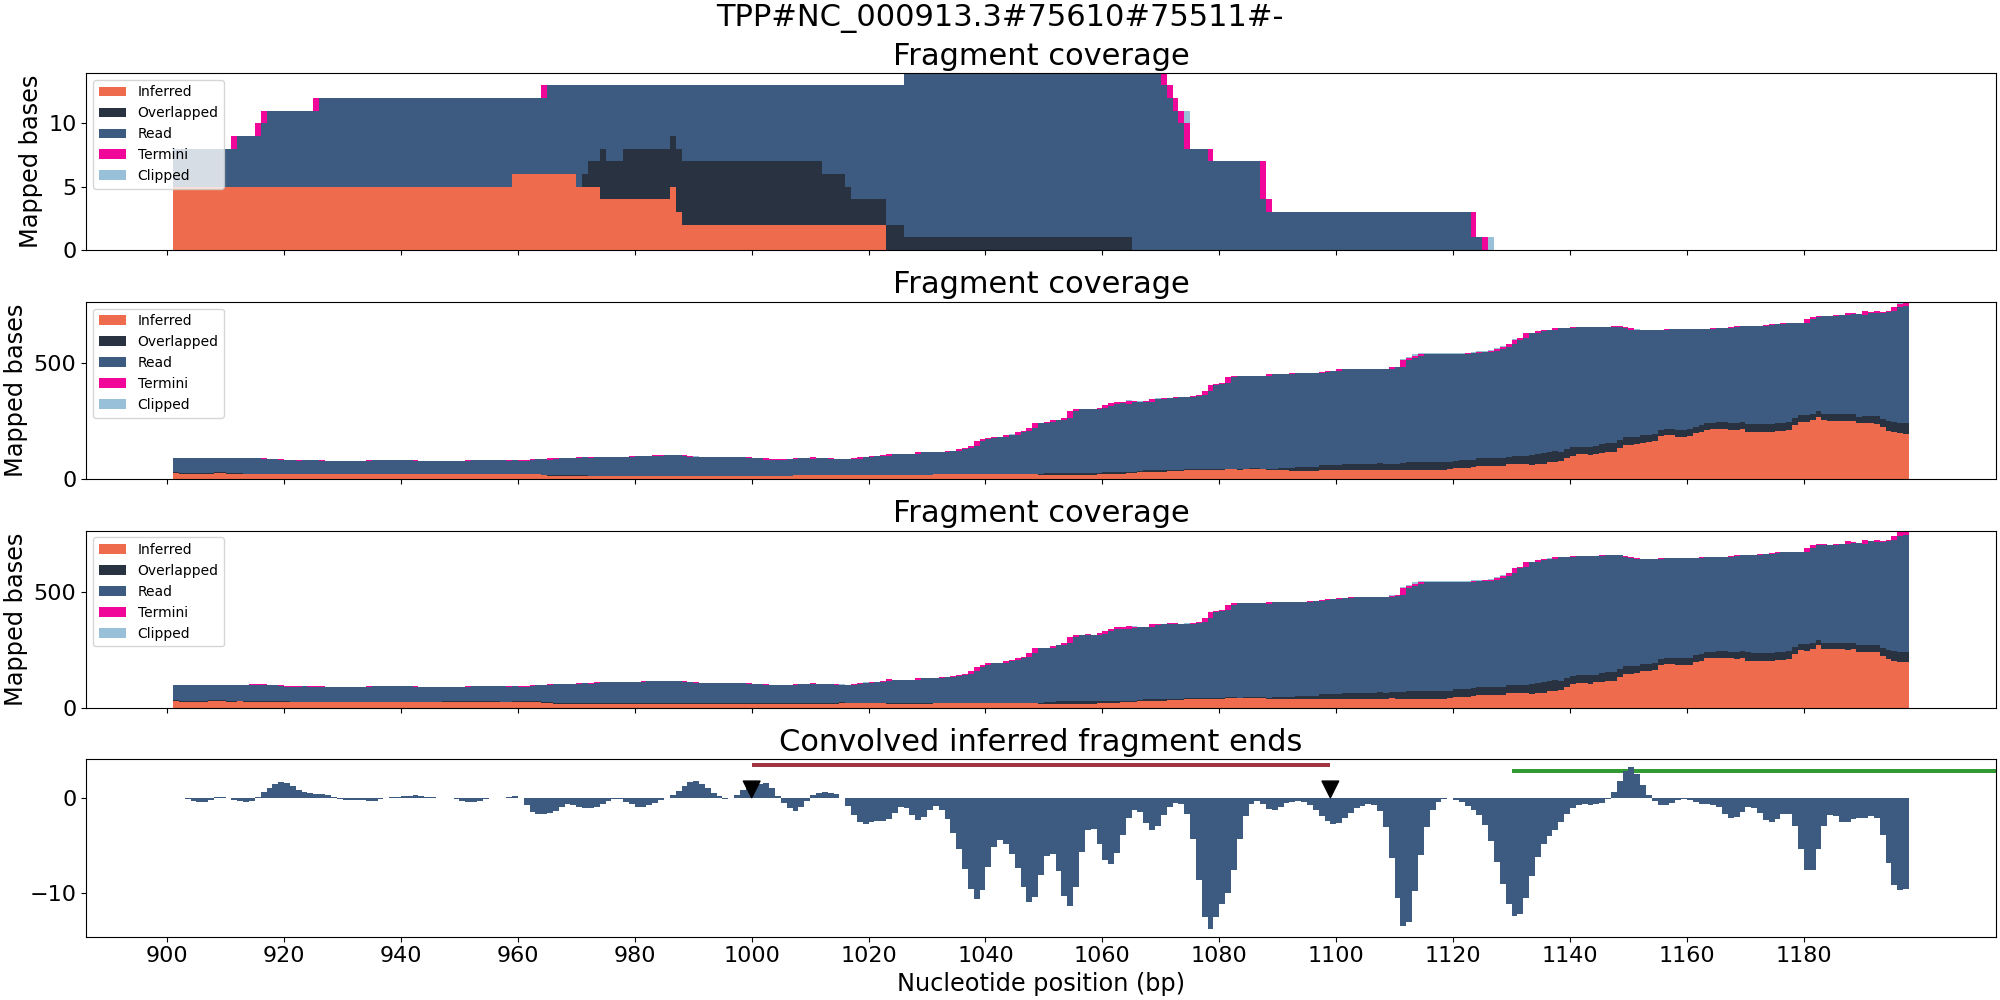 TPP#NC_000913.3#75610#75511#-
Fragment coverage
Mapped bases
10
5
0
Inferred
Overlapped
Read
Termini
Clipped
Fragment coverage
Mapped bases
500
0
Inferred
Overlapped
Read
Termini
Clipped
Fragment coverage
Mapped bases
500
0
Inferred
Overlapped
Read
Termini
Clipped
Convolved inferred fragment ends
0
−10
900 920 940 960 980 1000 1020 1040 1060 1080 1100 1120 1140 1160 1180
Nucleotide position (bp)